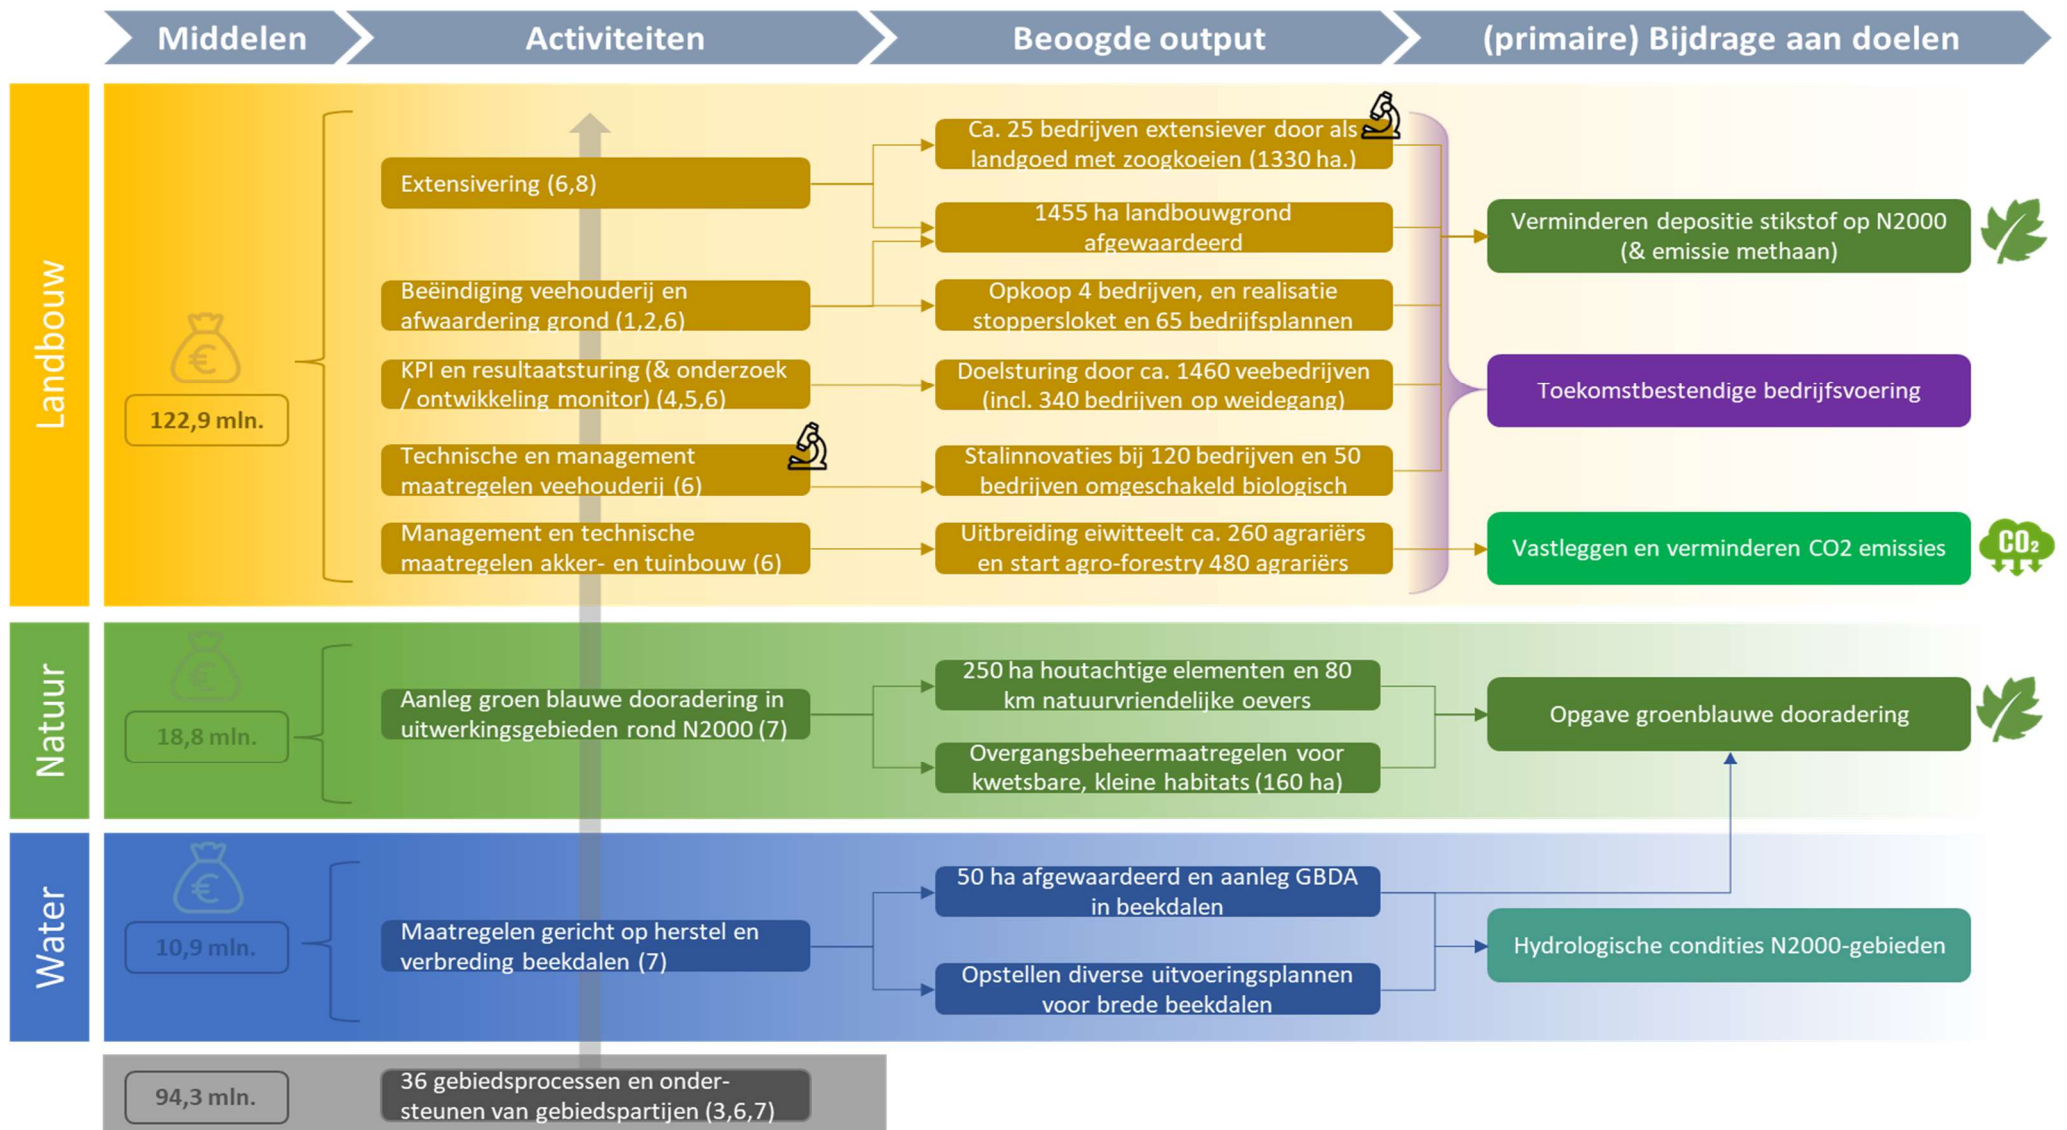 Middelen
Activiteiten
Beoogde output
(primaire) Bijdrage aan doelen
Landbouw
€
122,9 mln.
Extensivering (6,8)
Beëindiging veehouderij en
afwaardering grond (1,2,6)
KPI en resultaatsturing (& onderzoek
/ ontwikkeling monitor) (4,5,6)
Technische en management
maatregelen veehouderij (6)
Management en technische
maatregelen akker- en tuinbouw (6)
Ca. 25 bedrijven extensiever door als
landgoed met zoogkoeien (1330 ha.)
1455 ha landbouwgrond
afgewaardeerd
Opkoop 4 bedrijven, en realisatie
stoppersloket en 65 bedrijfsplannen
Doelsturing door ca. 1460 veebedrijven
(incl. 340 bedrijven op weidegang)
Stalinnovaties bij 120 bedrijven en 50
bedrijven omgeschakeld biologisch
Uitbreiding eiwitteelt ca. 260 agrariërs
en start agro-forestry 480 agrariërs
Verminderen depositie stikstof op N2000
(& emissie methaan)
Toekomstbestendige bedrijfsvoering
Vastleggen en verminderen CO2 emissies
CO₂
Natuur
€
18,8 mln.
Aanleg groen blauwe dooradering in
uitwerkingsgebieden rond N2000 (7)
250 ha houtachtige elementen en 80
km natuurvriendelijke oevers
Overgangsbeheermaatregelen voor
kwetsbare, kleine habitats (160 ha)
Opgave groenblauwe dooradering
Water
€
10,9 mln.
Maatregelen gericht op herstel en
verbreding beekdalen (7)
50 ha afgewaardeerd en aanleg GBDA
in beekdalen
Opstellen diverse uitvoeringsplannen
voor brede beekdalen
Hydrologische condities N2000-gebieden
94,3 mln.
36 gebiedsprocessen en onder-
steunen van gebiedspartijen (3,6,7)